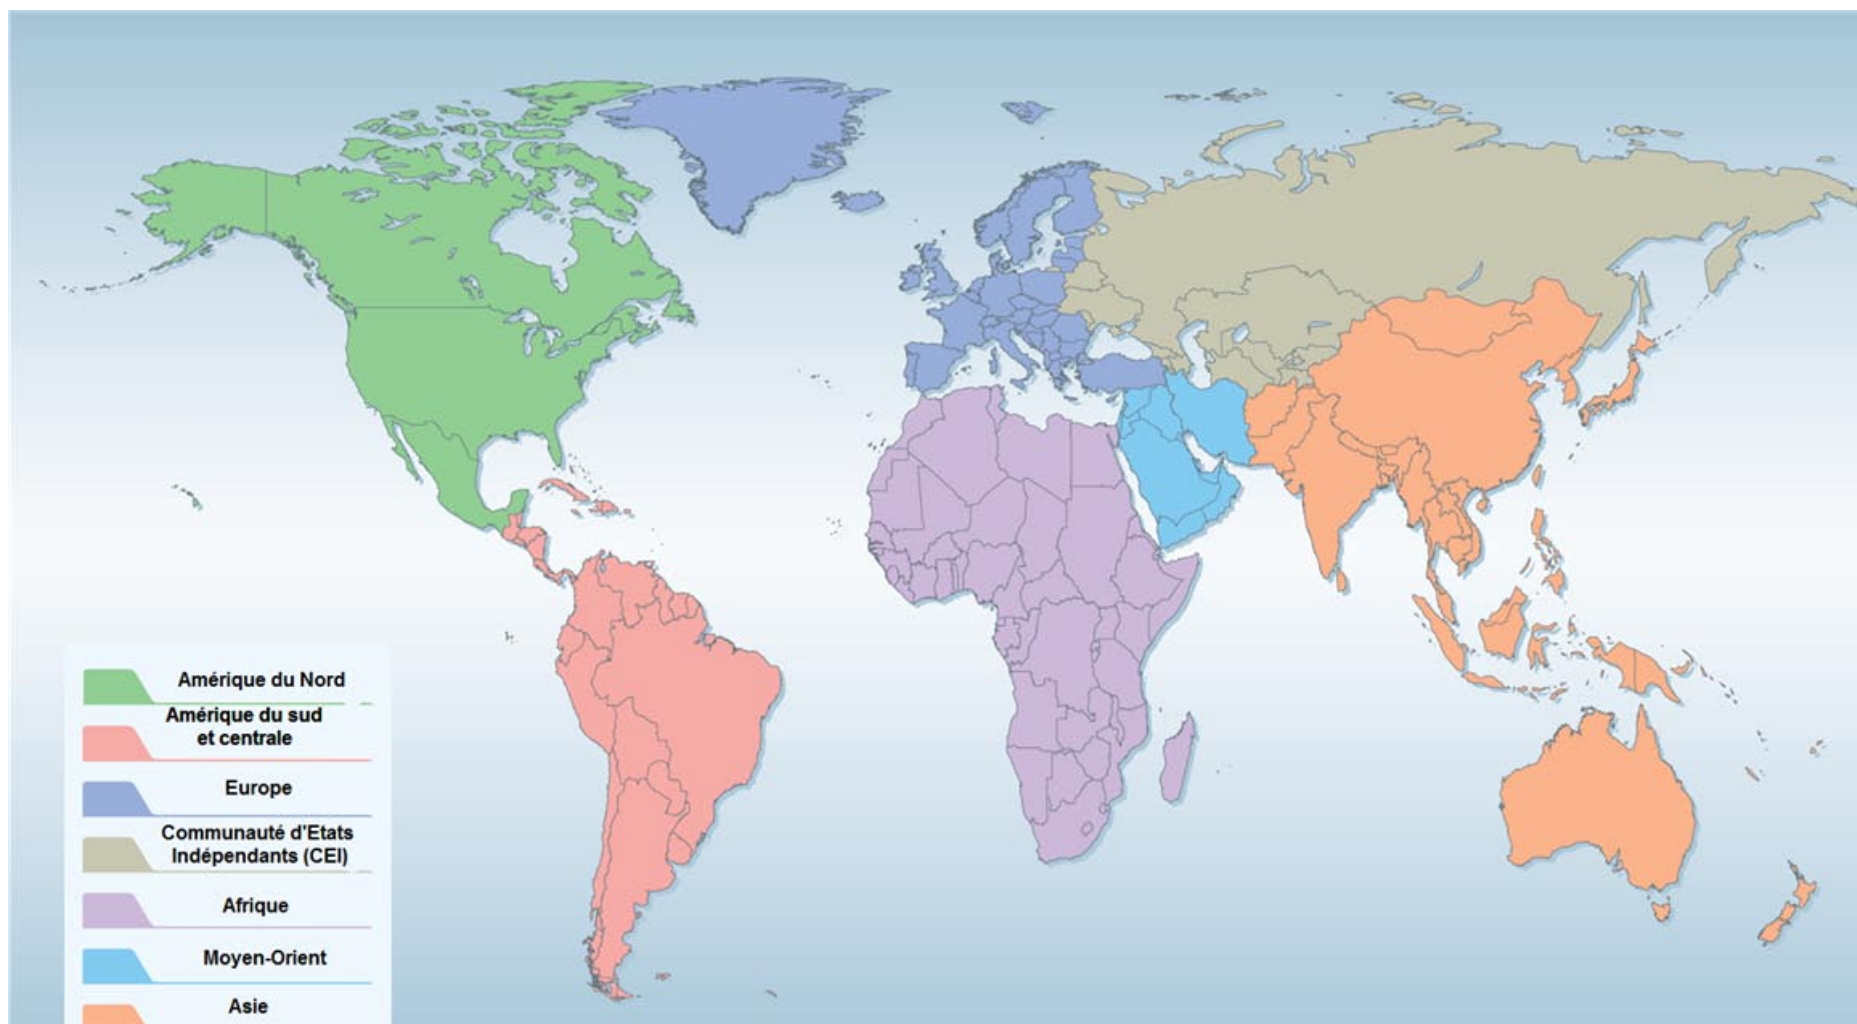 Amérique du Nord
Amérique du sud
et centrale
Europe
Communauté d'Etats
Indépendants (CEI)
Afrique
Moyen-Orient
Asie